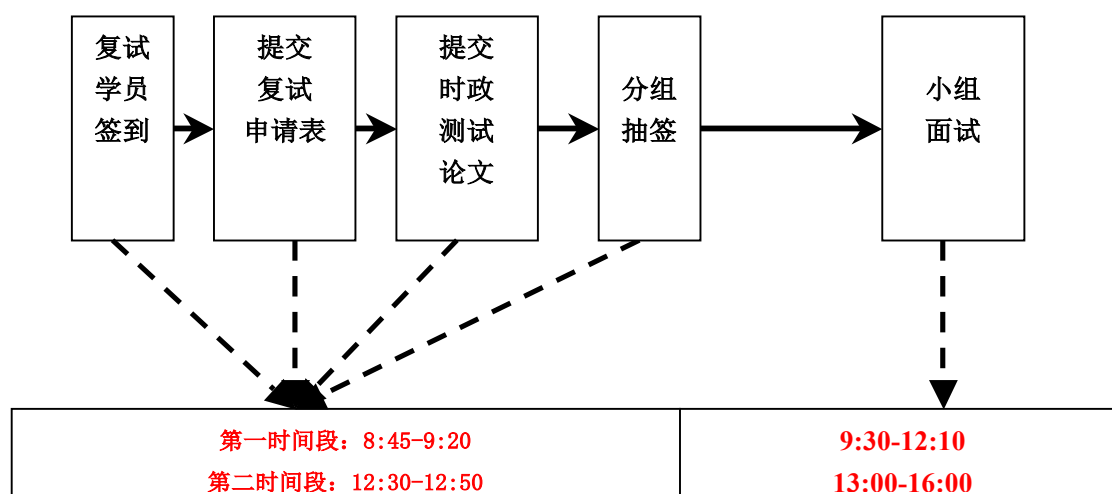 复试
学员
签到
提交
复试
申请表
提交
时政
测试
论文
分组
抽签
小组
面试
第一时间段：8:45-9:20
第二时间段：12:30-12:50
9:30-12:10
13:00-16:00